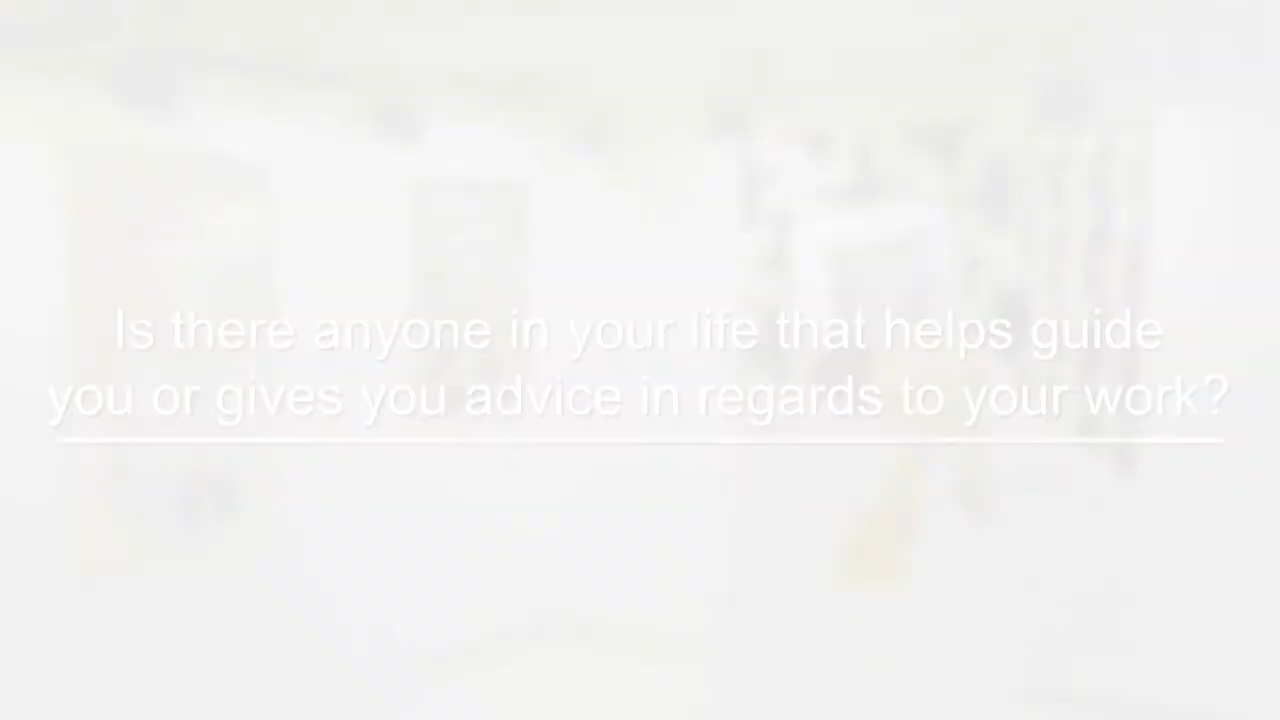 Is there anyone in your life that helps guide
you or gives you advice in regards to your work?